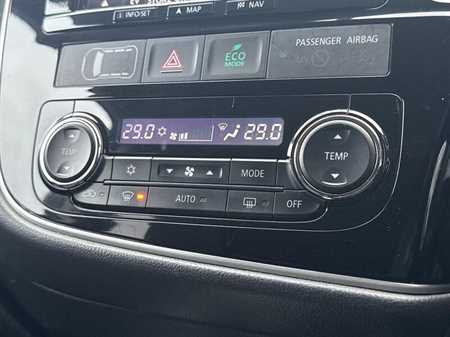 INFO/SET
MAP
NAV
ECO
MODE
PASSENGER AIRBAG
29.0
29.0
TEMP
TEMP
MODE
AUTO
OFF